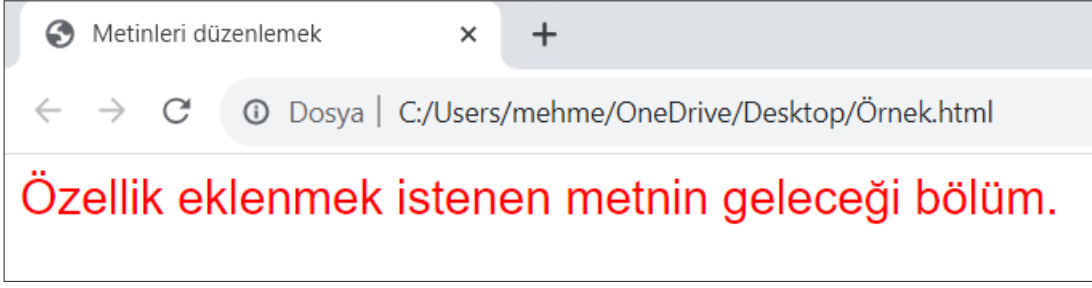 Metinleri düzenlemek
Dosya | C:/Users/mehme/OneDrive/Desktop/Örnek.html
Özellik eklenmek istenen metnin geleceği bölüm.